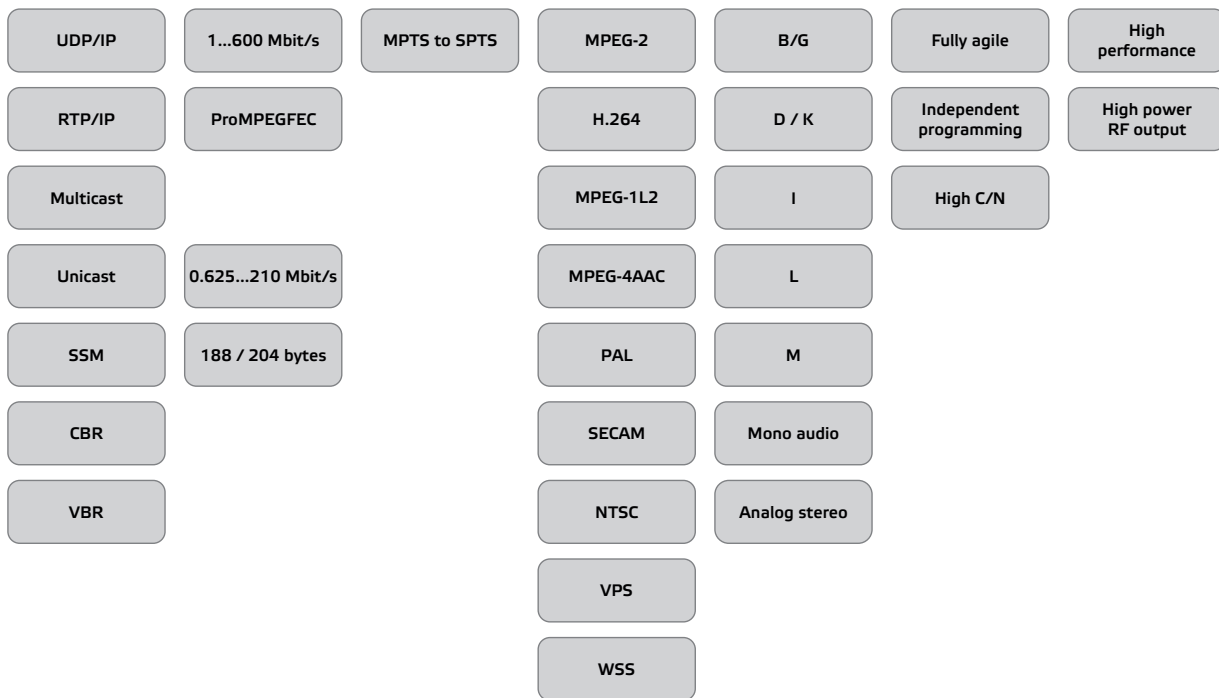 UDP/IP
1...600 Mbit/s
MPTS to SPTS
MPEG-2
B/G
Fully agile
High
performance
RTP/IP
ProMPEGFEC
H.264
D / K
Independent
programming
High power
RF output
Multicast
MPEG-1L2
I
High C/N
Unicast
0.625...210 Mbit/s
MPEG-4AAC
L
SSM
188 / 204 bytes
PAL
M
CBR
SECAM
Mono audio
VBR
NTSC
Analog stereo
VPS
WSS